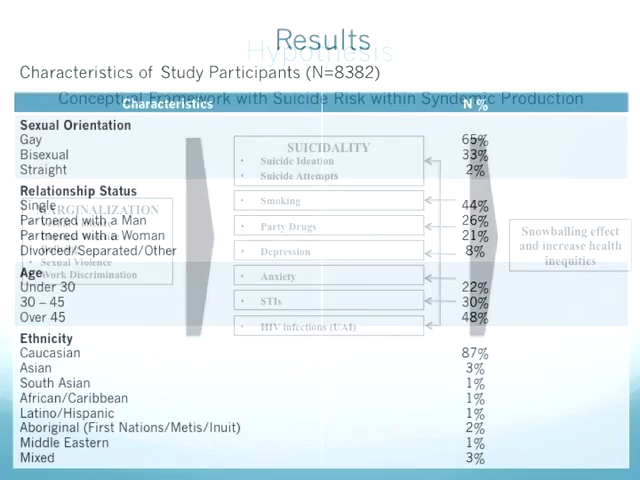 Results
Hypothesis
Characteristics of Study Participants (N=8382)
Conceptual Framework with Suicide Risk within Syndemic Production
Characteristics N %
Sexual Orientation
Gay 65%
Bisexual 33%
Straight 2%
Relationship Status
Single 44%
Partnered with a Man 26%
Partnered with a Woman 21%
Divorced/Separated/Other 8%
Age
Under 30 22%
30 – 45 30%
Over 45 48%
Ethnicity
Caucasian 87%
Asian 3%
South Asian 1%
African/Caribbean 1%
Latino/Hispanic 1%
Aboriginal (First Nations/Metis/Inuit) 2%
Middle Eastern 1%
Mixed 3%
MARGINALIZATION
• Sexual Violence
• Work Discrimination
SUICIDALITY
• Suicide Ideation
• Suicide Attempts
• Smoking
• Party Drugs
• Depression
• Anxiety
• STIs
• HIV infections (UAI)
Snowballing effect
and increase health
inequities